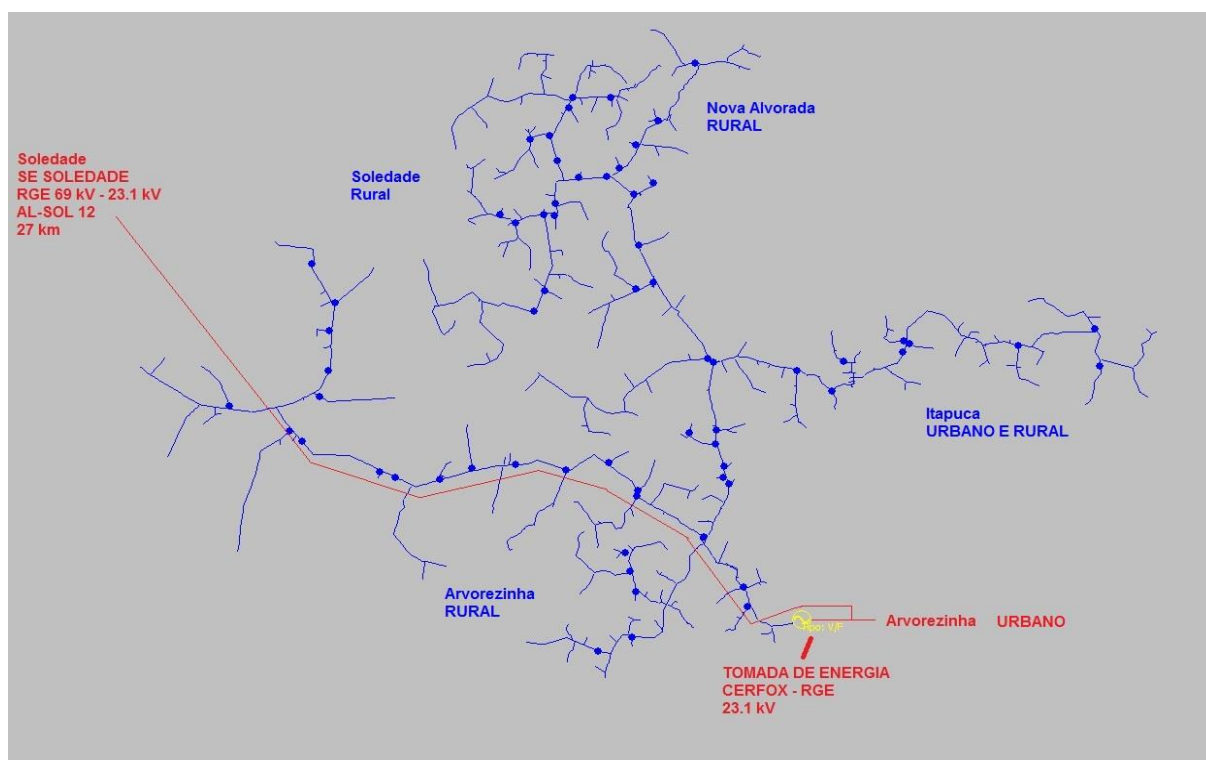 Nova Alvorada
RURAL
Soledade
SE SOLEDADE
RGE 69 kV - 23.1 kV
AL-SOL 12
27 km
Soledade
Rural
Itapuca
URBANO E RURAL
Arvorezinha
RURAL
Arvorezinha URBANO
Tipo: V/F
TOMADA DE ENERGIA
CERFOX - RGE
23.1 kV